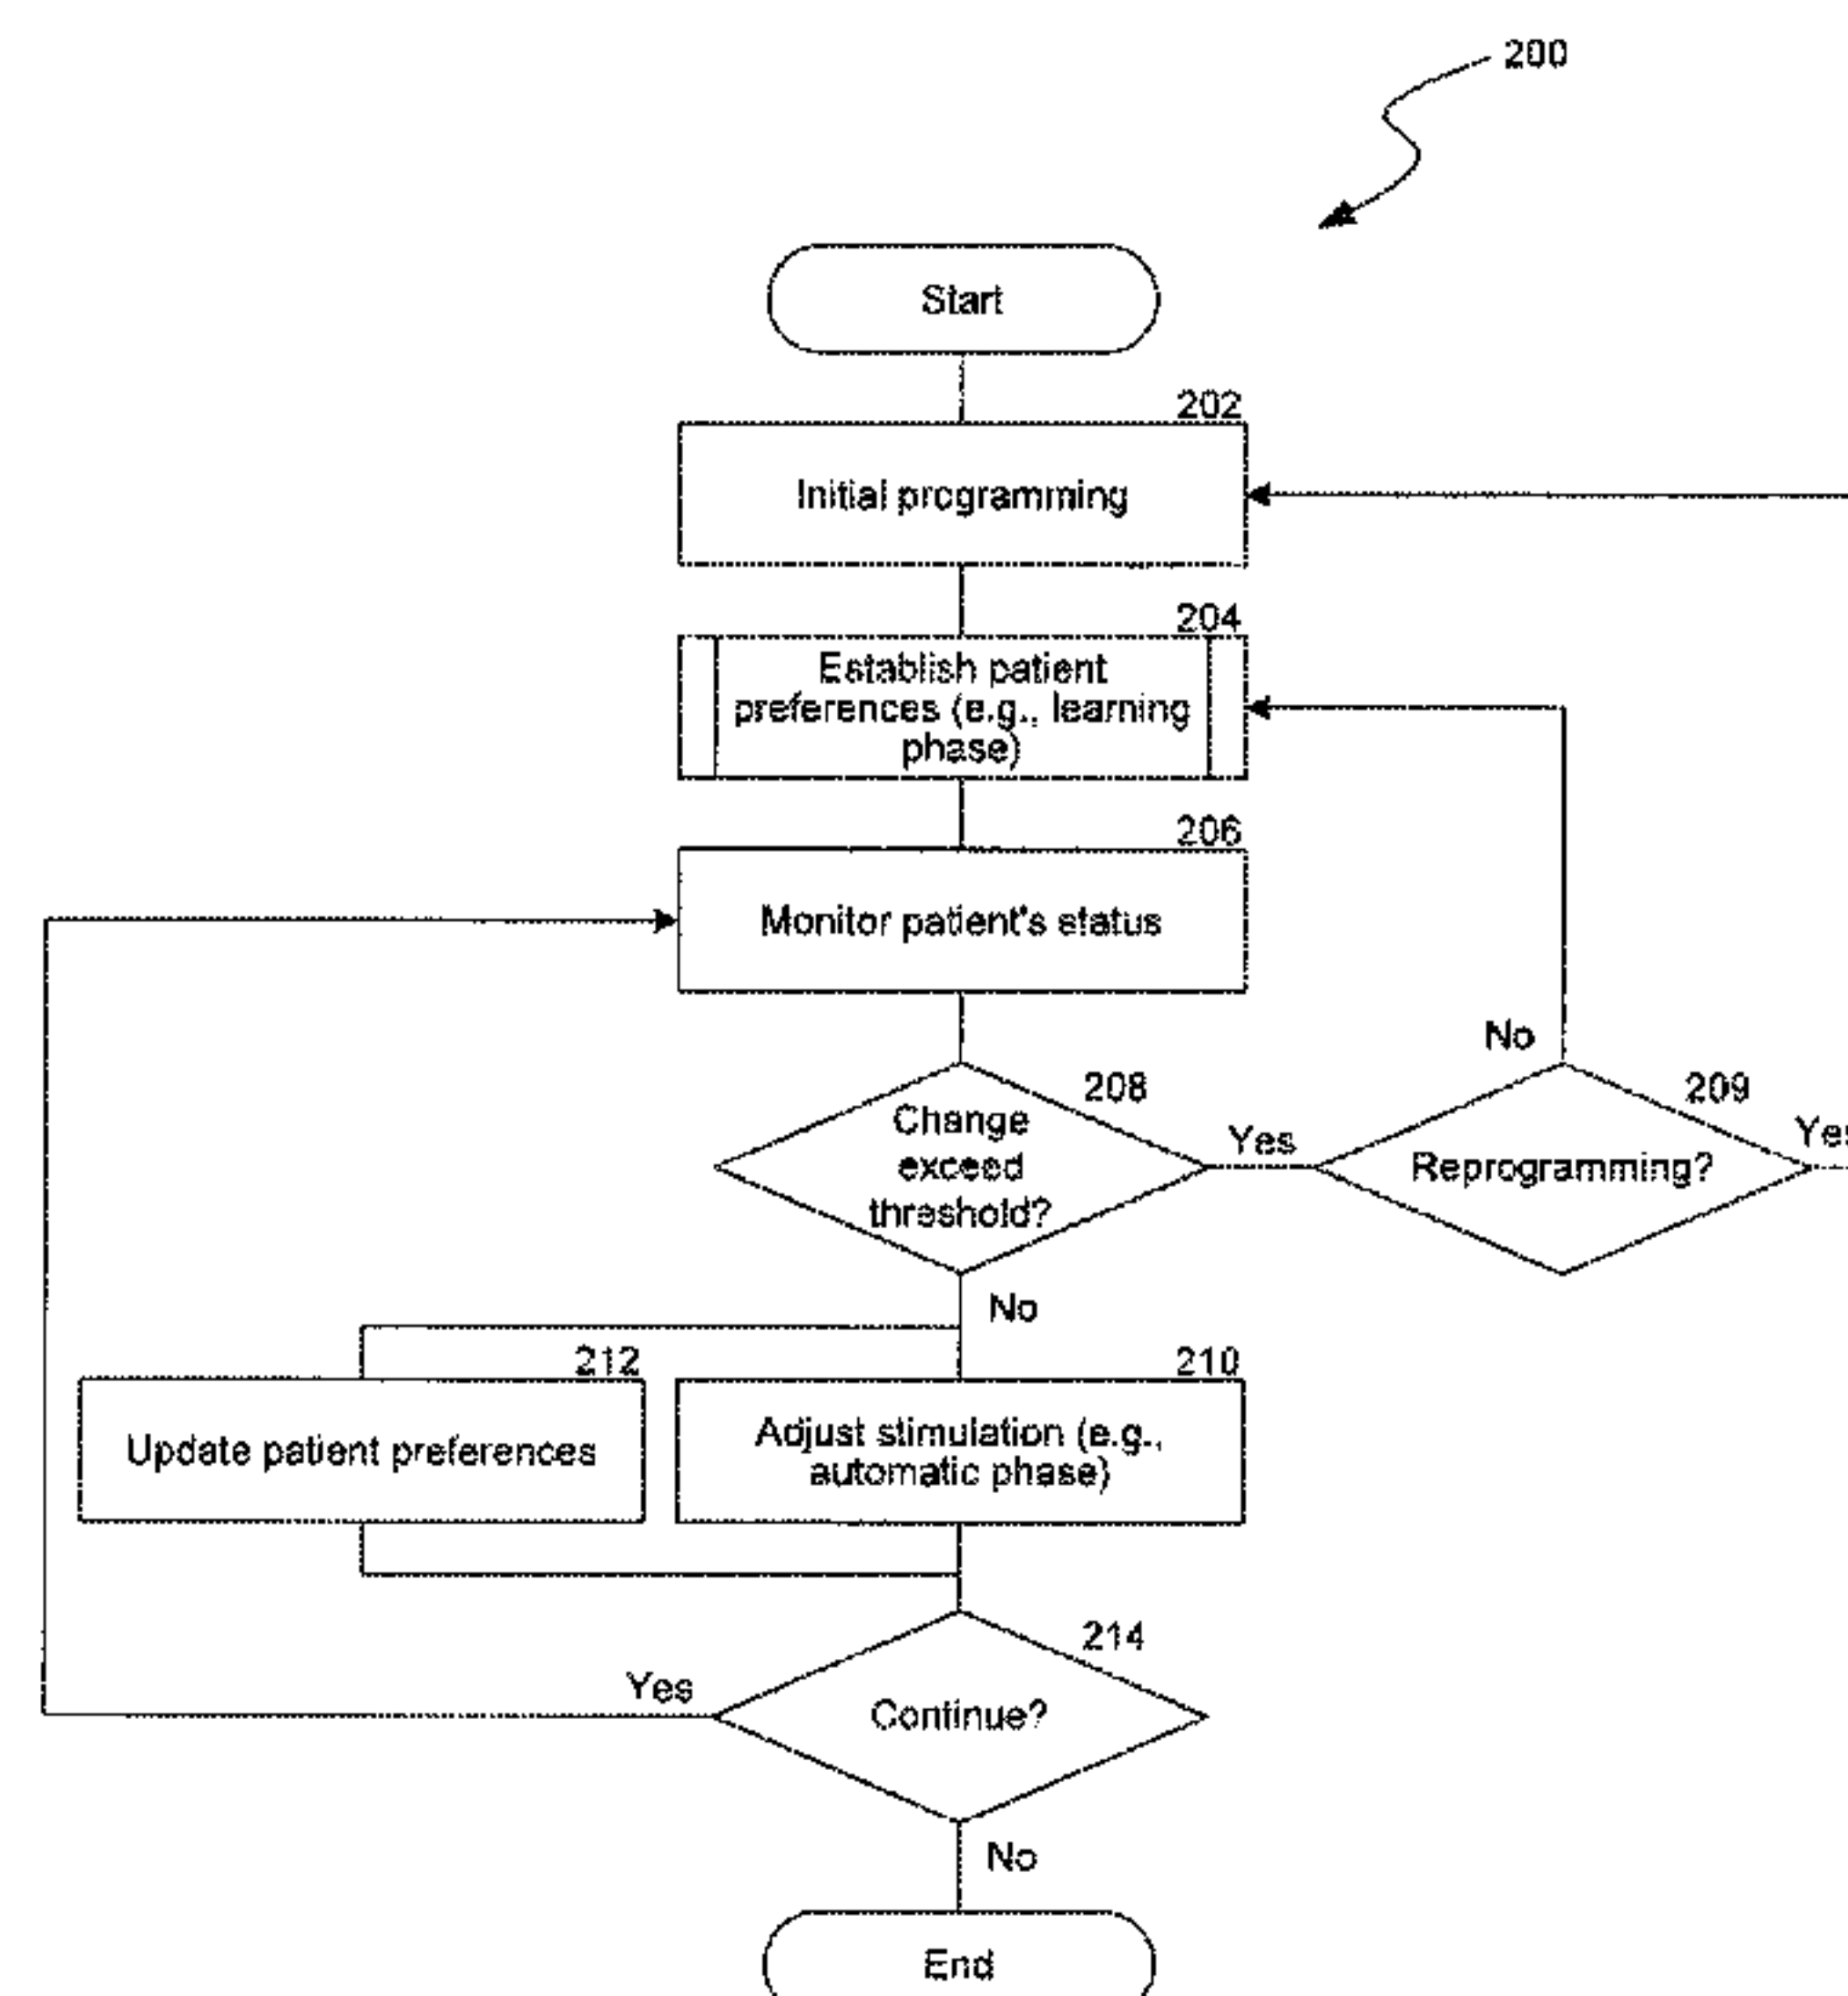 200
Start
202
Initial programming
204
Establish patient
preferences (e.g., learning
phase)
206
Monitor patient's status
208
Change
exceed
threshold?
Yes
No
209
Reprogramming?
Yes
No
212
Update patient preferences
210
Adjust stimulation (e.g.,
automatic phase)
214
Continue?
Yes
No
End